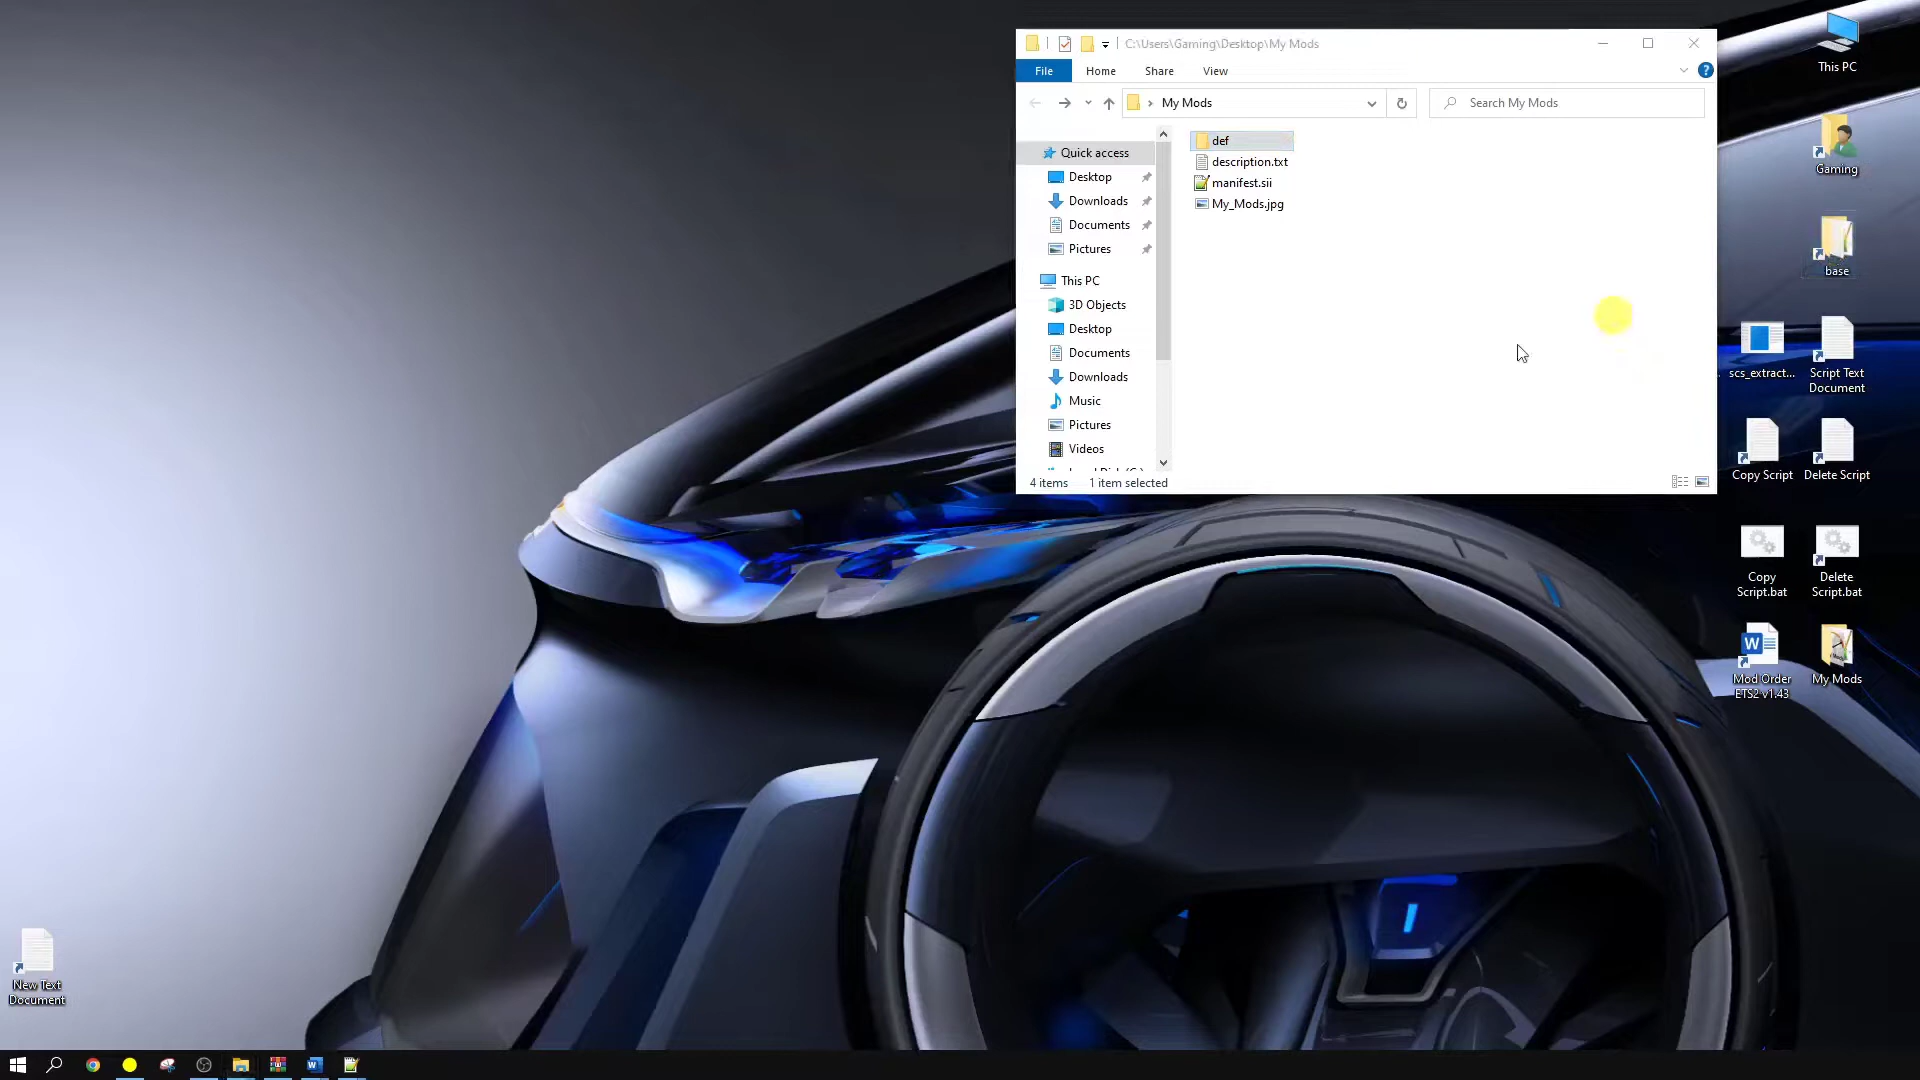 C:\Users\Gaming\Desktop\My Mods
File
Home
Share
View
My Mods
Search My Mods
Quick access
Desktop
Downloads
Documents
Pictures
This PC
3D Objects
Desktop
Documents
Downloads
Music
Pictures
Videos
def
description.txt
manifest.sii
My_Mods.jpg
4 items
1 item selected
This PC
Gaming
base
scs_extract...
Script Text
Document
Copy Script
Delete Script
Copy
Script.bat
Delete
Script.bat
Mod Order
ETS2 v1.43
My Mods
New Text
Document